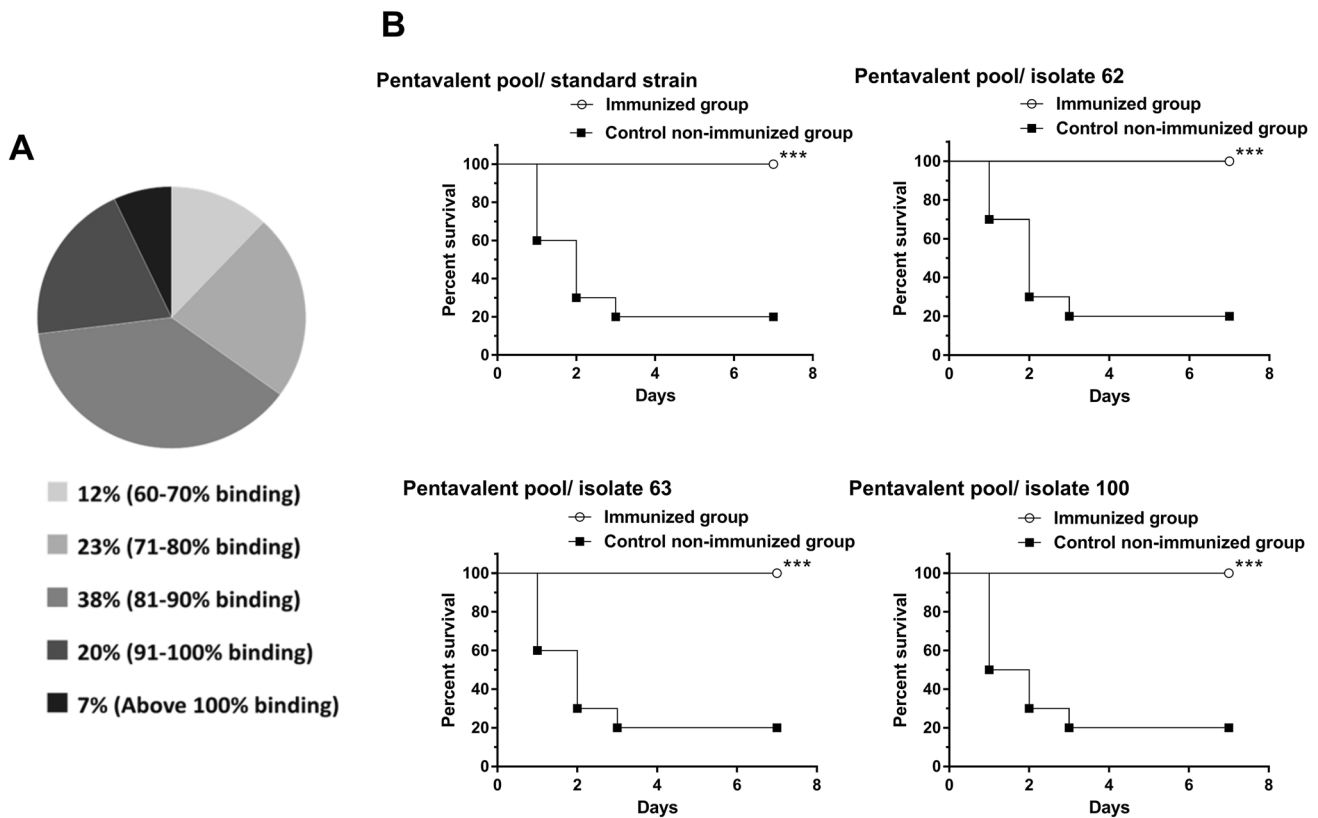 A
12% (60-70% binding)
23% (71-80% binding)
38% (81-90% binding)
20% (91-100% binding)
7% (Above 100% binding)
B
Pentavalent pool/ standard strain
Immunized group
Control non-immunized group
***
100
80
60
40
20
0
Percent survival
0 2 4 6 8
Days
Pentavalent pool/ isolate 62
Immunized group
Control non-immunized group
***
100
80
60
40
20
0
Percent survival
0 2 4 6 8
Days
Pentavalent pool/ isolate 63
Immunized group
Control non-immunized group
***
100
80
60
40
20
0
Percent survival
0 2 4 6 8
Days
Pentavalent pool/ isolate 100
Immunized group
Control non-immunized group
***
100
80
60
40
20
0
Percent survival
0 2 4 6 8
Days